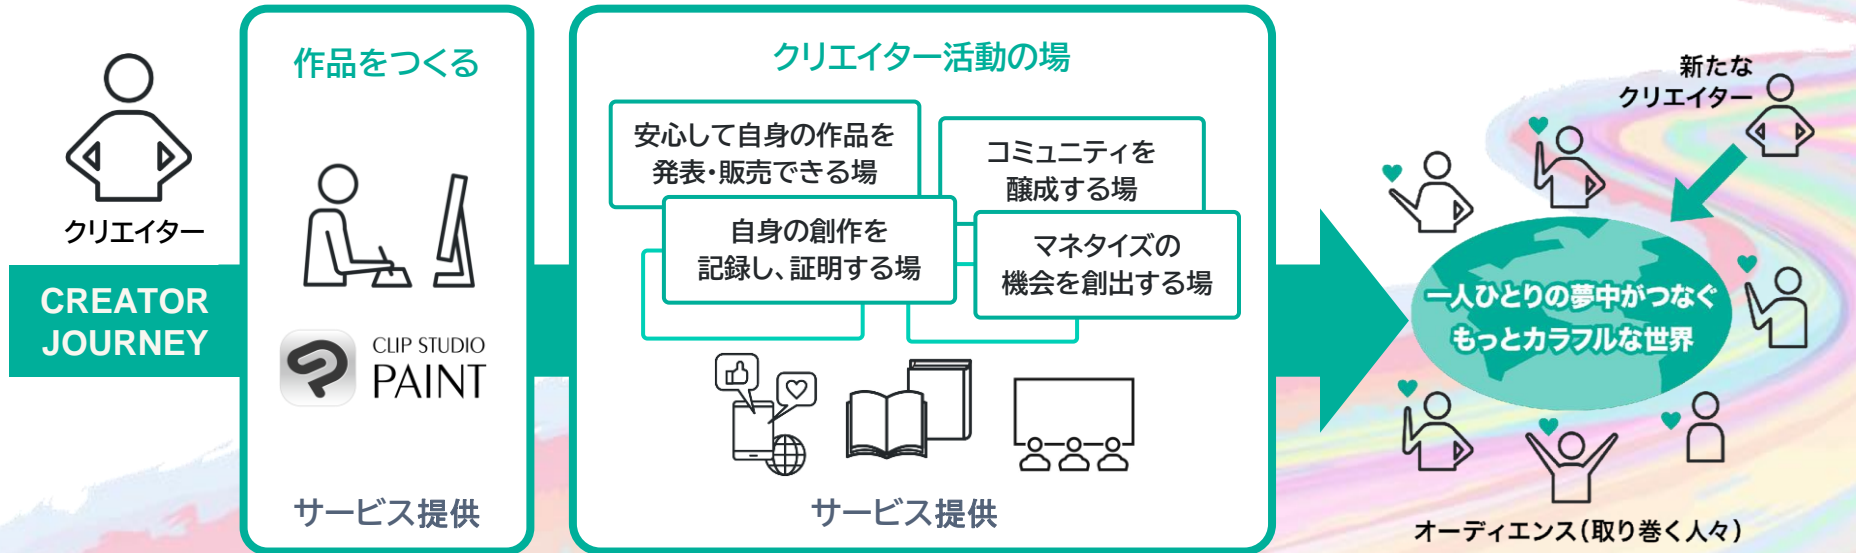 クリエイター
CREATOR
JOURNEY
作品をつくる
CLIP STUDIO
PAINT
サービス提供
クリエイター活動の場
安心して自身の作品を
発表・販売できる場
コミュニティを
醸成する場
自身の創作を
記録し、証明する場
マネタイズの
機会を創出する場
サービス提供
新たな
クリエイター
一人ひとりの夢中がつなぐ
もっとカラフルな世界
オーディエンス(取り巻く人々)